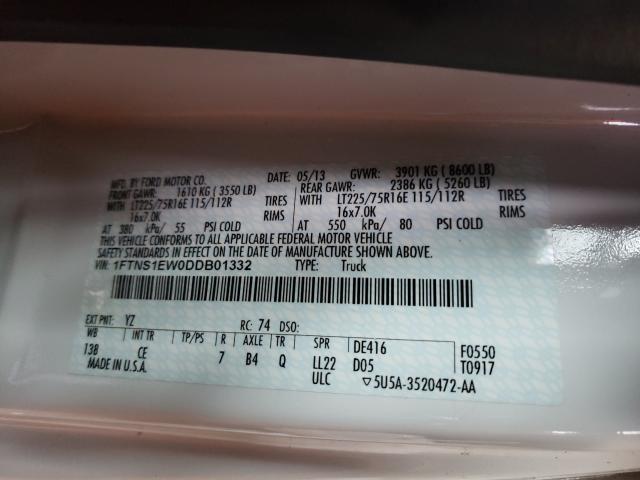 MFD. BY FORD MOTOR CO.
DATE: 05/13 GVWR: 3901 KG ( 8600 LB)
FRONT GAWR: 1610 KG ( 3550 LB) REAR GAWR: 2386 KG ( 5260 LB)
WITH LT225/75R16E 115/112R TIRES WITH LT225/75R16E 115/112R TIRES
16x7.0K RIMS 16x7.0K RIMS
AT 380 kPa/ 55 PSI COLD AT 550 kPa/ 80 PSI COLD
THIS VEHICLE CONFORMS TO ALL APPLICABLE FEDERAL MOTOR VEHICLE
SAFETY STANDARDS IN EFFECT ON THE DATE OF MANUFACTURE SHOWN ABOVE.
VIN: 1FTNS1EW0DDB01332 TYPE: Truck
EXT PNT: YZ RC: 74 DSO:
WB INT TR TP/PS R AXLE TR SPR DE416 F0550
138 CE 7 B4 Q LL22 D05 T0917
MADE IN U.S.A. ULC ▽5U5A-3520472-AA